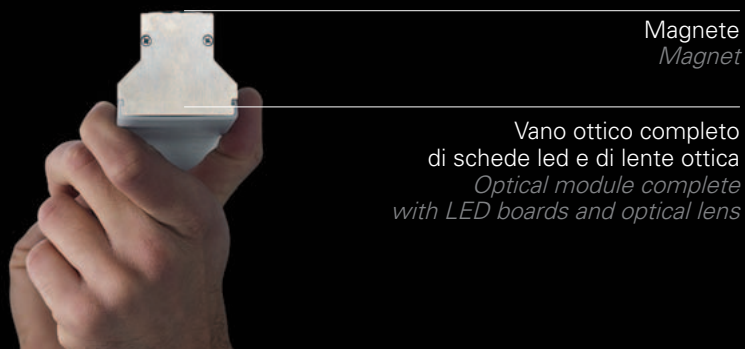 Magnete
Magnet
Vano ottico completo
di schede led e di lente ottica
Optical module complete
with LED boards and optical lens